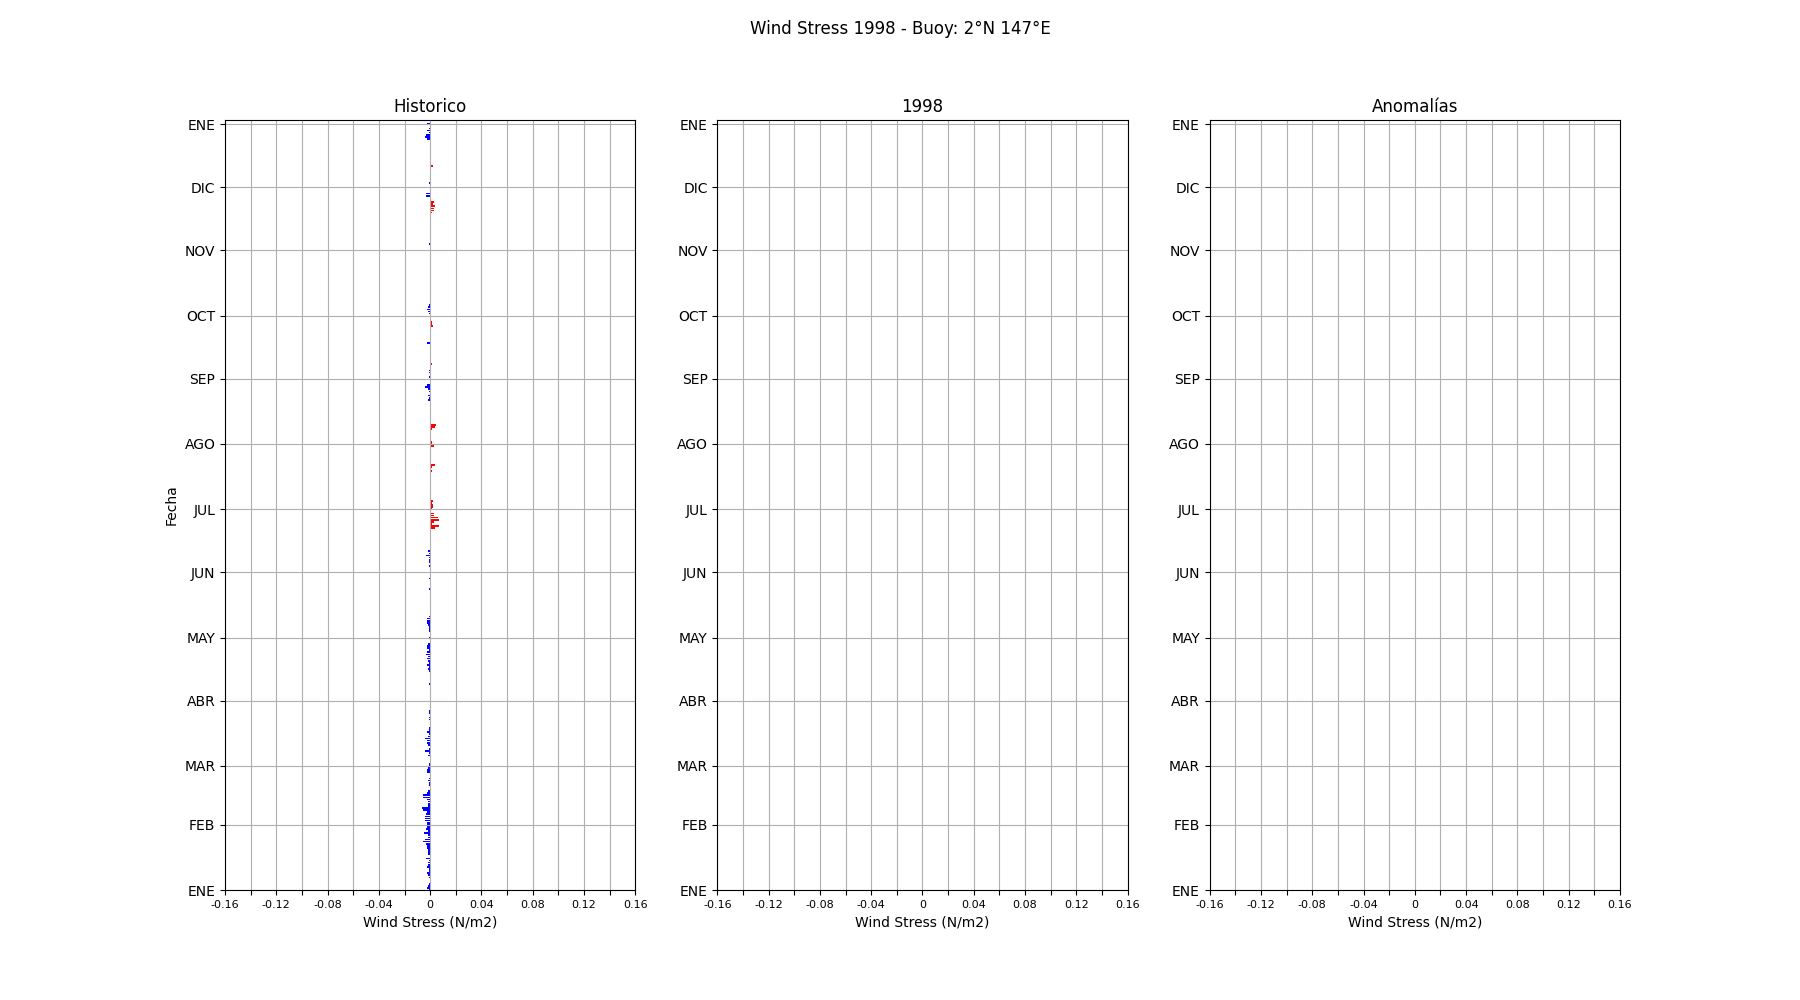 Wind Stress 1998 - Buoy: 2°N 147°E
Historico
ENE
DIC
NOV
OCT
SEP
AGO
JUL
JUN
MAY
ABR
MAR
FEB
ENE
Fecha
-0.16 -0.12 -0.08 -0.04 0 0.04 0.08 0.12 0.16
Wind Stress (N/m2)
1998
ENE
DIC
NOV
OCT
SEP
AGO
JUL
JUN
MAY
ABR
MAR
FEB
ENE
-0.16 -0.12 -0.08 -0.04 0 0.04 0.08 0.12 0.16
Wind Stress (N/m2)
Anomalías
ENE
DIC
NOV
OCT
SEP
AGO
JUL
JUN
MAY
ABR
MAR
FEB
ENE
-0.16 -0.12 -0.08 -0.04 0 0.04 0.08 0.12 0.16
Wind Stress (N/m2)